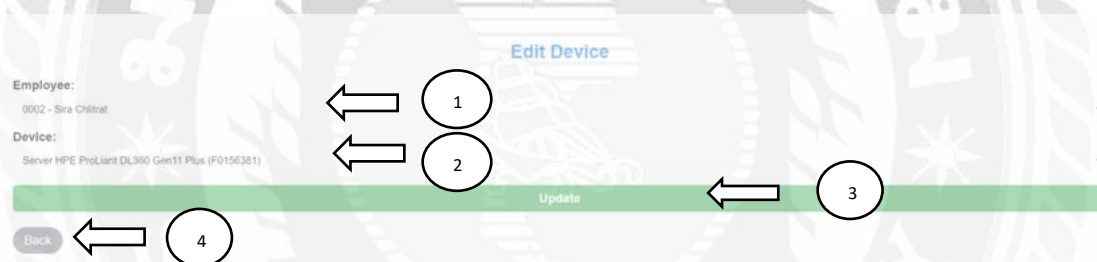 Edit Device
Employee:
0002 - Sira Chlitrat
1
Device:
Server HPE ProLiant DL360 Gen11 Plus (F0156381)
2
Update
3
Back
4